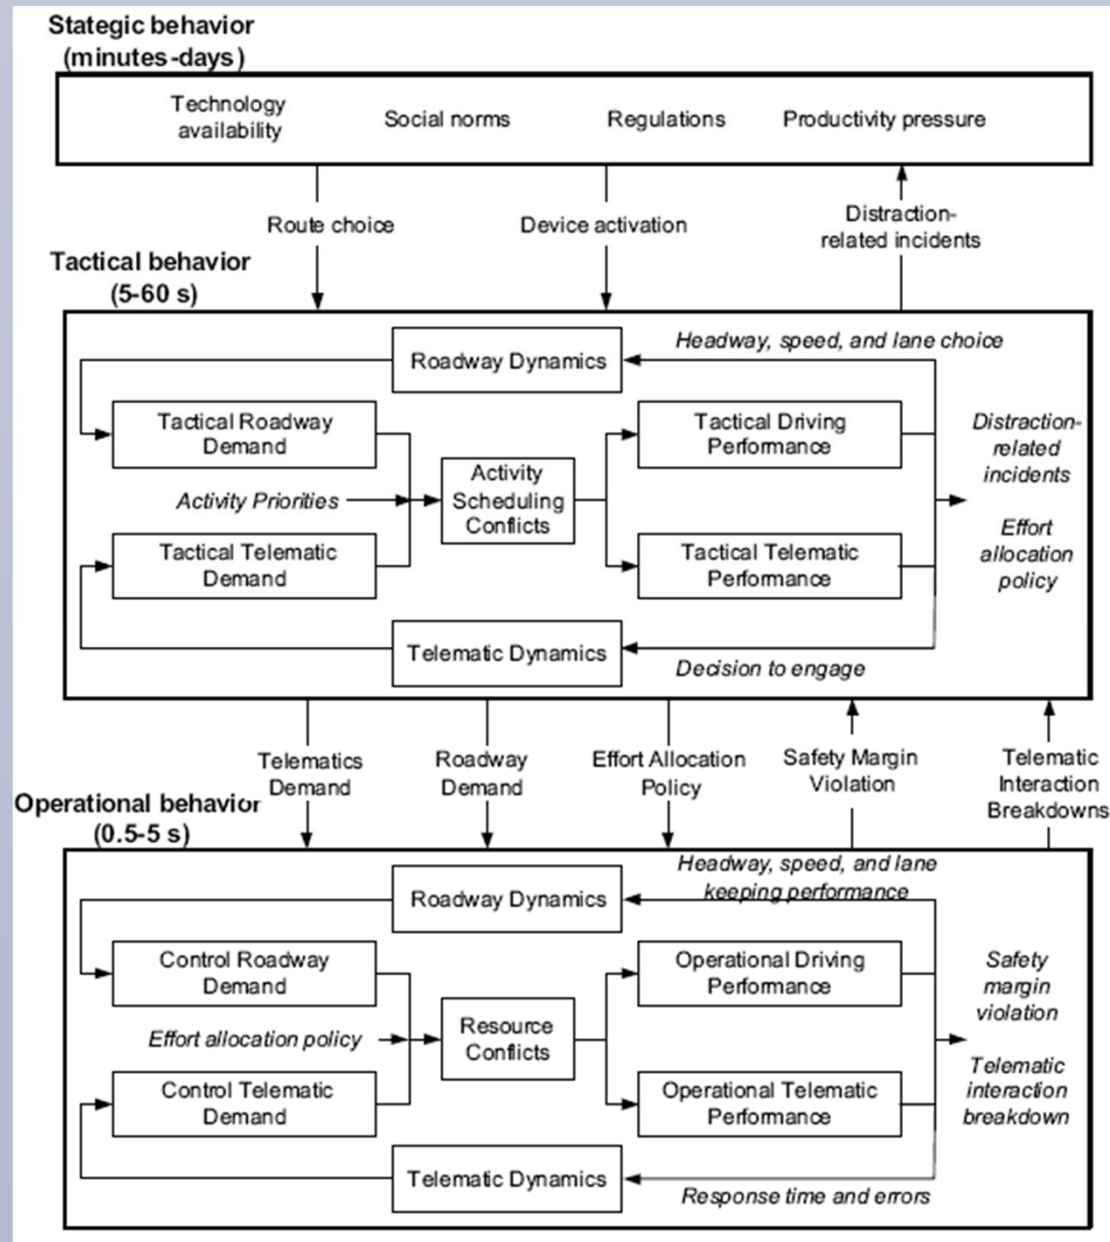 Stategic behavior
(minutes-days)
Technology
availability
Social norms
Regulations
Productivity pressure
Route choice
Device activation
Distraction-
related incidents
Tactical behavior
(5-60 s)
Roadway Dynamics
Headway, speed, and lane choice
Tactical Roadway
Demand
Tactical Driving
Performance
Distraction-
related
incidents
Activity Priorities
Activity
Scheduling
Conflicts
Effort
allocation
policy
Tactical Telematic
Demand
Tactical Telematic
Performance
Telematic Dynamics
Decision to engage
Telematics
Demand
Roadway
Demand
Effort Allocation
Policy
Safety Margin
Violation
Telematic
Interaction
Breakdowns
Operational behavior
(0.5-5 s)
Roadway Dynamics
Headway, speed, and lane
keeping performance
Control Roadway
Demand
Operational Driving
Performance
Safety
margin
violation
Effort allocation policy
Resource
Conflicts
Telematic
interaction
breakdown
Control Telematic
Demand
Operational Telematic
Performance
Telematic Dynamics
Response time and errors